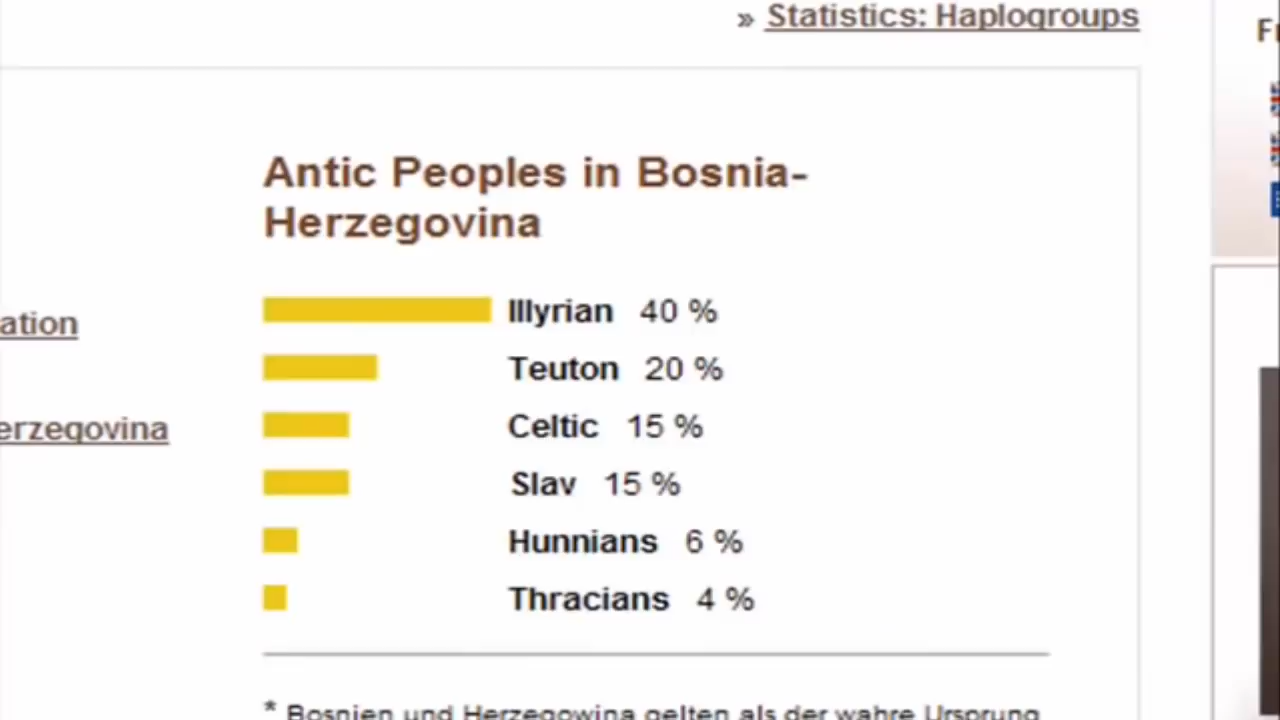 » Statistics: Haplogroups
Antic Peoples in Bosnia-
Herzegovina
Illyrian 40 %
ation
Teuton 20 %
Celtic 15 %
erzegovina
Slav 15 %
Hunnians 6 %
Thracians 4 %
* Bosnien und Herzegowina gelten als der wahre Ursprung